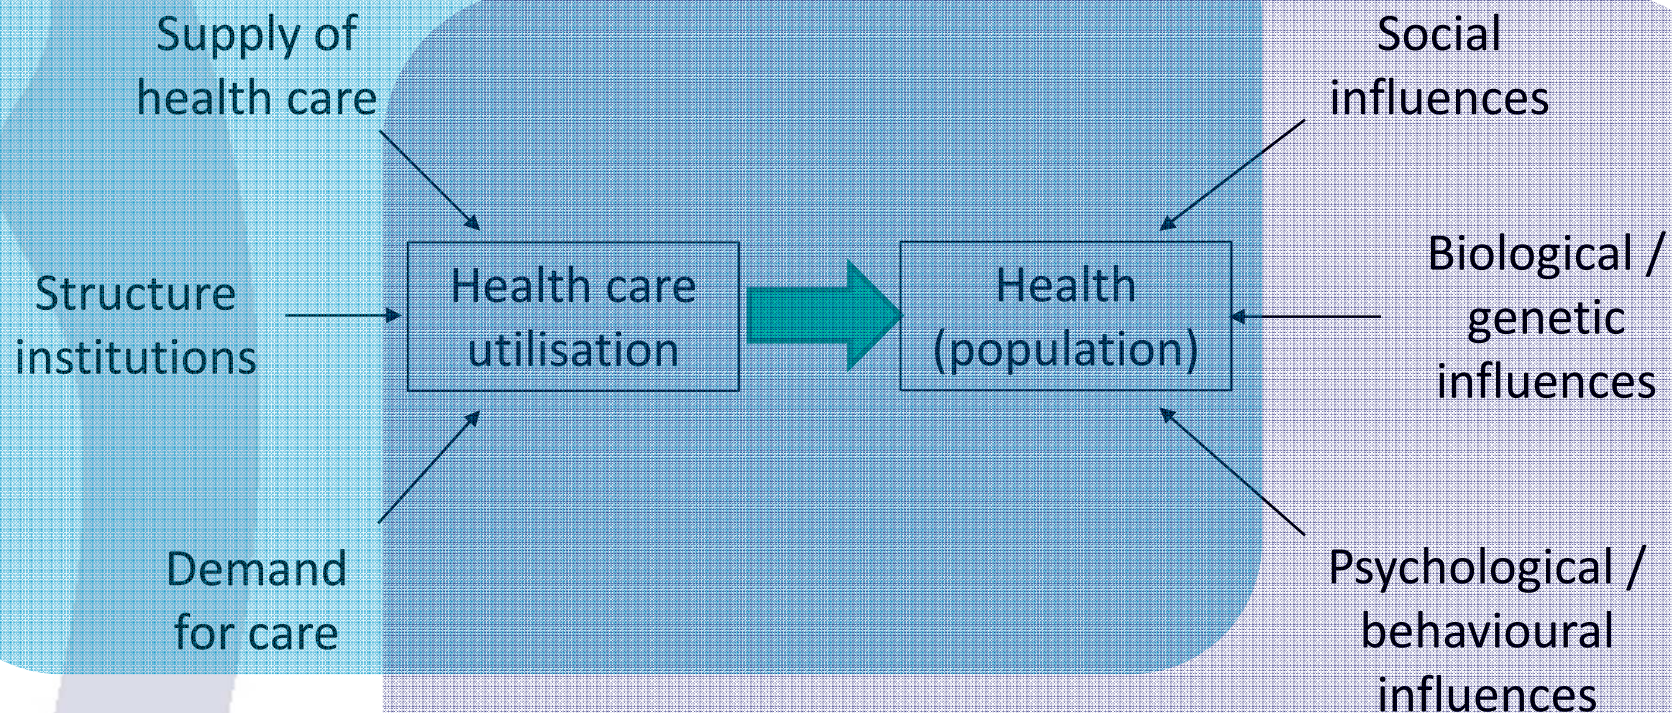 Supply of
health care
Social
influences
Structure
institutions
Health care
utilisation
Health
(population)
Biological /
genetic
influences
Demand
for care
Psychological /
behavioural
influences